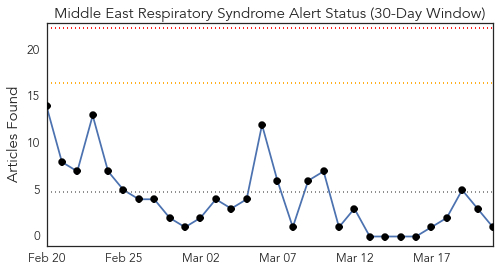 Middle East Respiratory Syndrome Alert Status (30-Day Window)
Articles Found
20
15
10
5
0
Feb 20 Feb 25 Mar 02 Mar 07 Mar 12 Mar 17